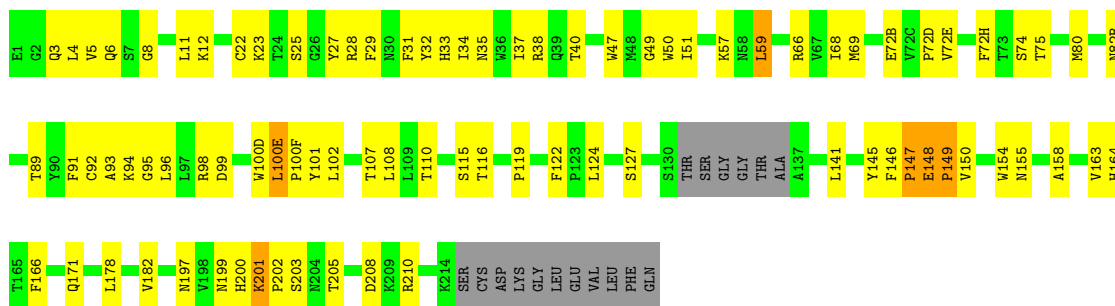 E1 G2 Q3 L4 V5 Q6 S7 G8 L11 K12 C22 K23 T24 S25 G26 Y27 R28 F29 N30 F31 Y32 H33 I34 N35 W36 I37 R38 Q39 T40 W47 M48 G49 W50 I51 K57 N58 L59 R66 V67 I68 M69 E72B V72C P72D V72E F72H T73 S74 T75 M80 N82B
T89 Y90 F91 C92 A93 K94 G95 L96 L97 R98 D99 W100D L100E P100F Y101 L102 T107 L108 L109 T110 S115 T116 P119 F122 P123 L124 S127 S130 THR SER GLY GLY THR ALA A137 L141 Y145 F146 P147 E148 P149 V150 W154 N155 A158 V163 H164
T165 F166 Q171 L178 V182 N197 V198 N199 H200 K201 P202 S203 N204 T205 D208 K209 R210 K214 SER CYS ASP LYS GLY LEU GLU VAL LEU PHE GLN